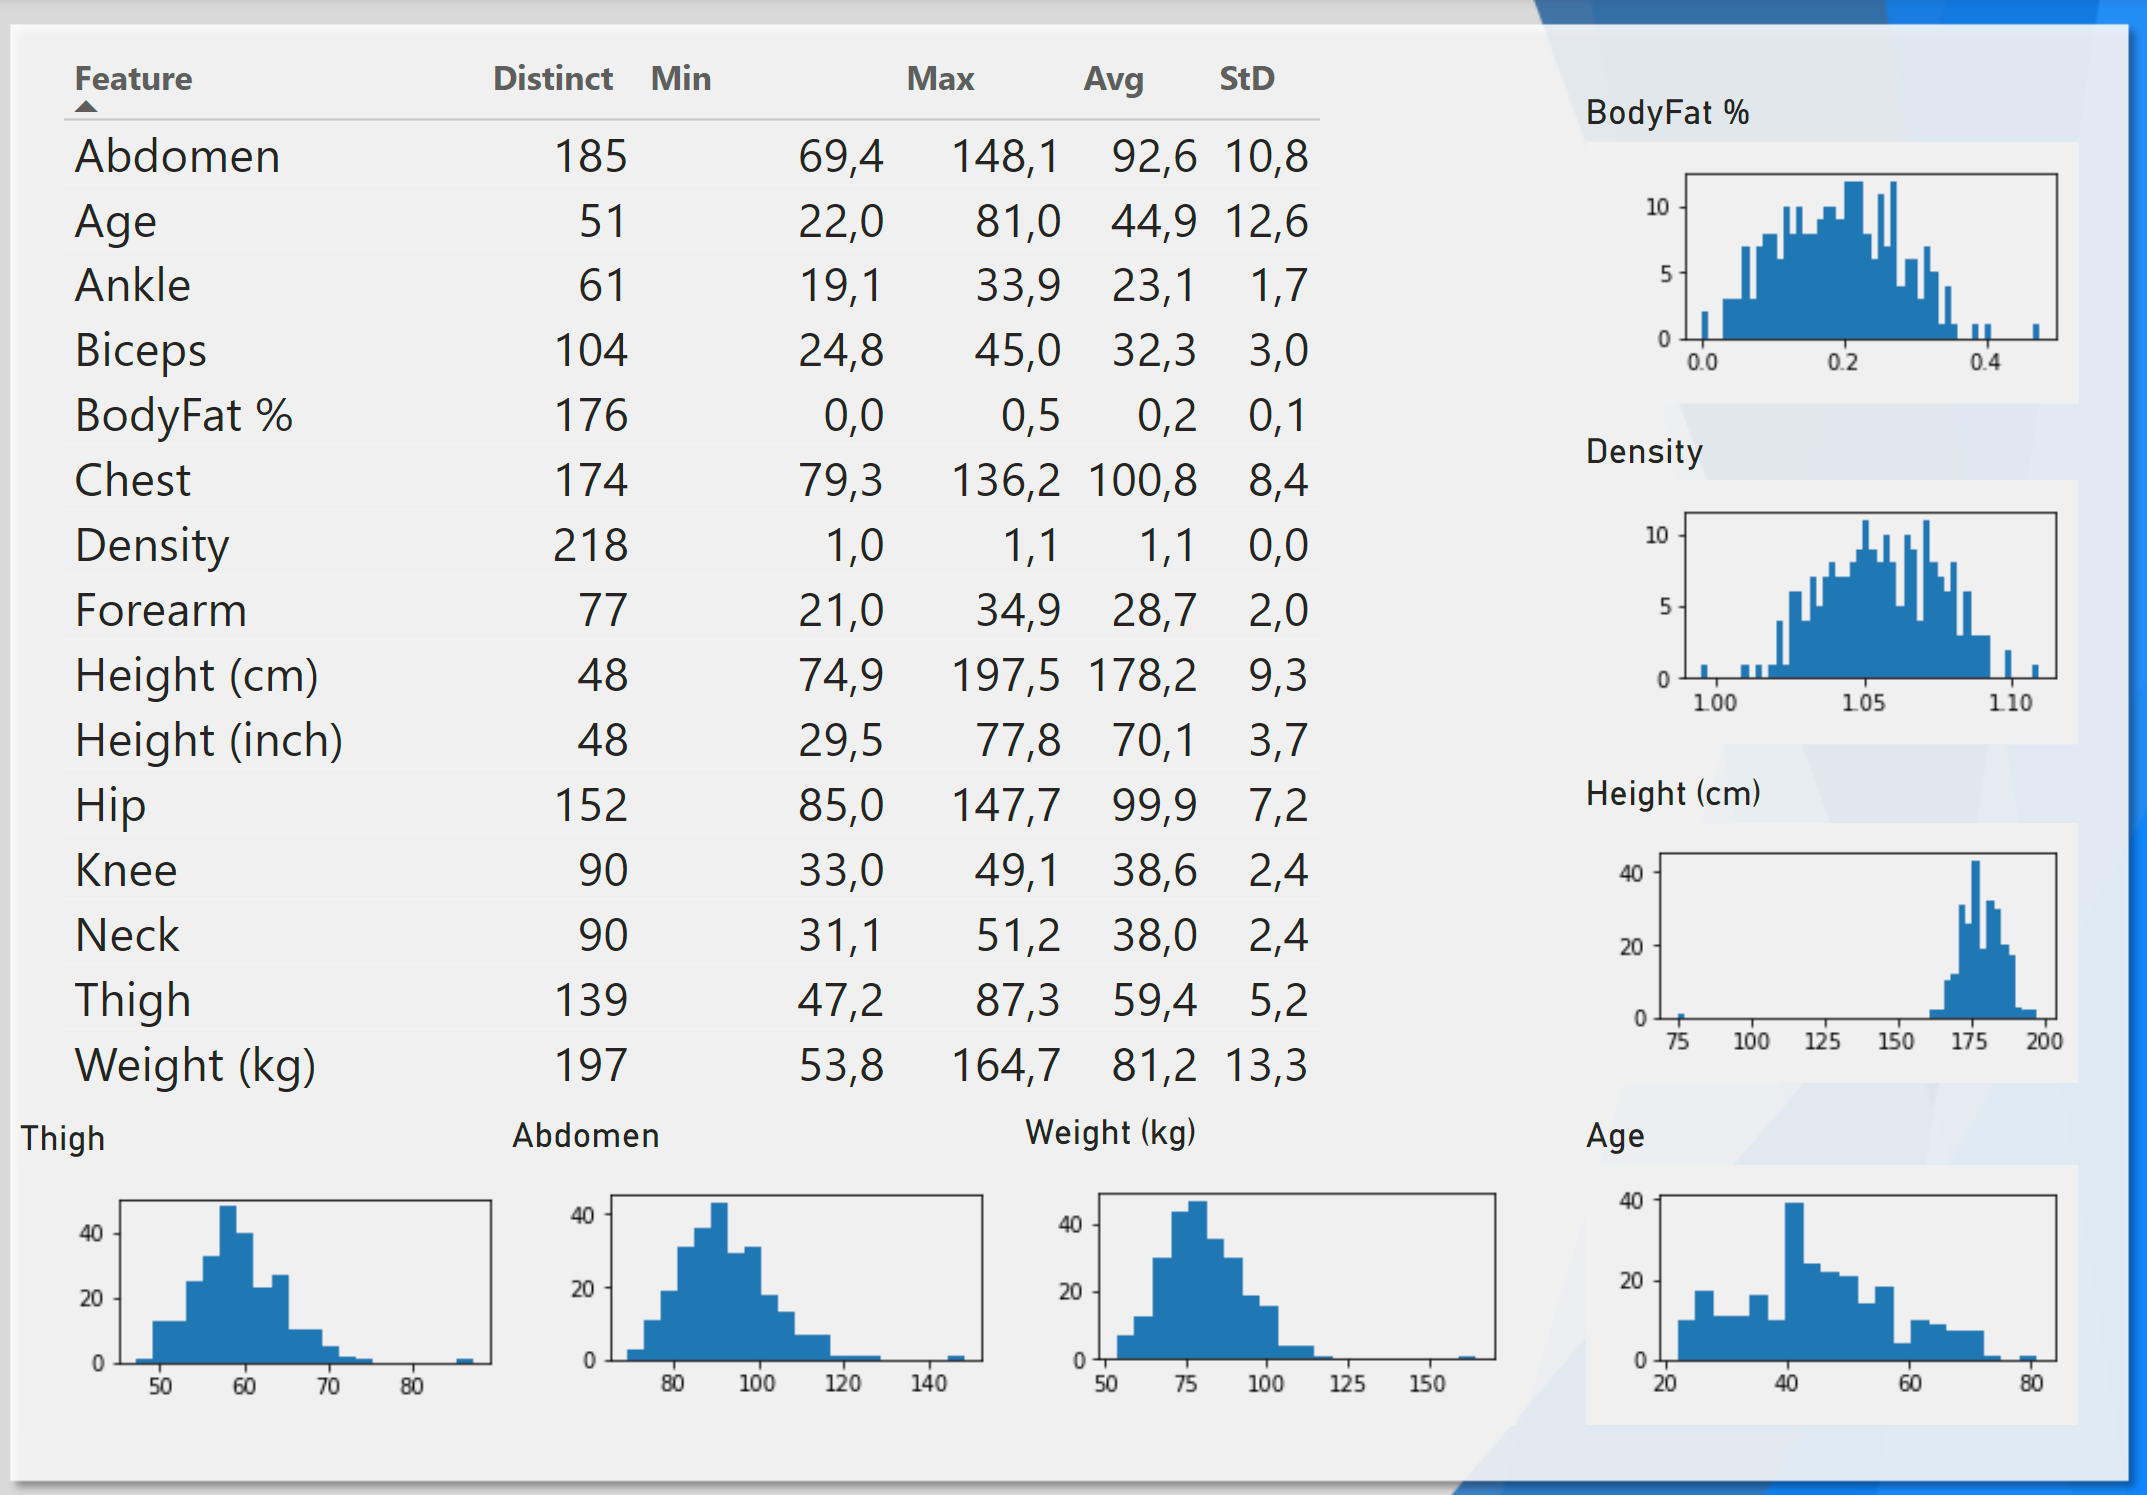 Feature Distinct Min Max Avg StD
Abdomen 185 69,4 148,1 92,6 10,8
Age 51 22,0 81,0 44,9 12,6
Ankle 61 19,1 33,9 23,1 1,7
Biceps 104 24,8 45,0 32,3 3,0
BodyFat % 176 0,0 0,5 0,2 0,1
Chest 174 79,3 136,2 100,8 8,4
Density 218 1,0 1,1 1,1 0,0
Forearm 77 21,0 34,9 28,7 2,0
Height (cm) 48 74,9 197,5 178,2 9,3
Height (inch) 48 29,5 77,8 70,1 3,7
Hip 152 85,0 147,7 99,9 7,2
Knee 90 33,0 49,1 38,6 2,4
Neck 90 31,1 51,2 38,0 2,4
Thigh 139 47,2 87,3 59,4 5,2
Weight (kg) 197 53,8 164,7 81,2 13,3
BodyFat %
10
5
0
0.0 0.2 0.4
Density
10
5
0
1.00 1.05 1.10
Height (cm)
40
20
0
75 100 125 150 175 200
Thigh
40
20
0
50 60 70 80
Abdomen
40
20
0
80 100 120 140
Weight (kg)
40
20
0
50 75 100 125 150
Age
40
20
0
20 40 60 80